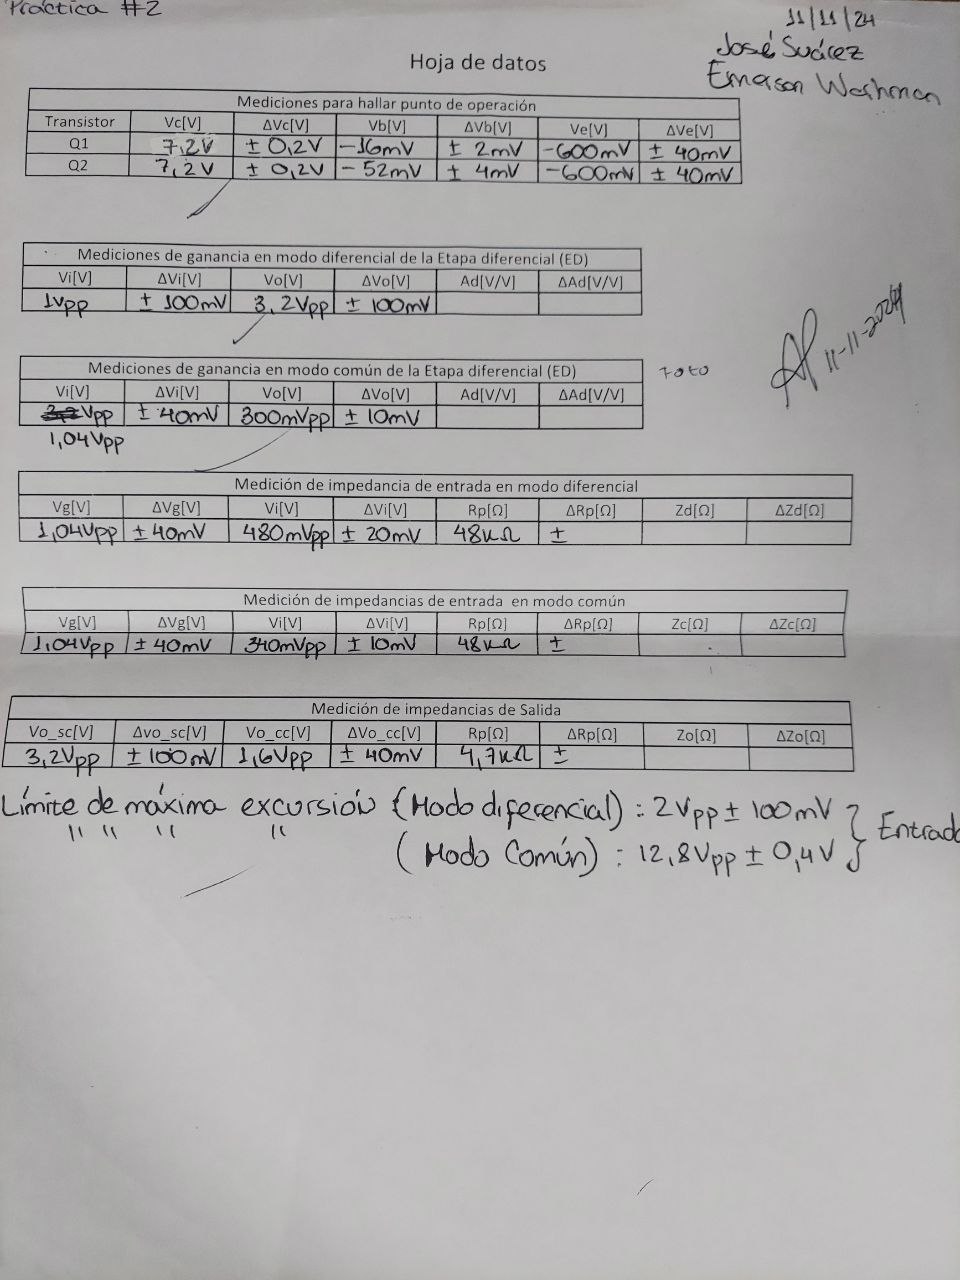 Práctica #2
11/11/24
José Suárez
Emerson Washman
Hoja de datos
Mediciones para hallar punto de operación
Transistor Vc[V] ΔVc[V] Vb[V] ΔVb[V] Ve[V] ΔVe[V]
Q1 7,2V ± 0,2V -16mV ± 2mV -600mV ± 40mV
Q2 7,2V ± 0,2V - 52mV ± 4mV -600mV ± 40mV
Mediciones de ganancia en modo diferencial de la Etapa diferencial (ED)
Vi[V] ΔVi[V] Vo[V] ΔVo[V] Ad[V/V] ΔAd[V/V]
1Vpp ± 100mV 3,2Vpp ± 100mV
11-11-2024
Mediciones de ganancia en modo común de la Etapa diferencial (ED) Foto
Vi[V] ΔVi[V] Vo[V] ΔVo[V] Ad[V/V] ΔAd[V/V]
Vpp ± 40mV 300mVpp ± 10mV
1,04Vpp
Medición de impedancia de entrada en modo diferencial
Vg[V] ΔVg[V] Vi[V] ΔVi[V] Rp[Ω] ΔRp[Ω] Zd[Ω] ΔZd[Ω]
1,04Vpp ± 40mV 480mVpp ± 20mV 48kΩ ±
Medición de impedancias de entrada en modo común
Vg[V] ΔVg[V] Vi[V] ΔVi[V] Rp[Ω] ΔRp[Ω] Zc[Ω] ΔZc[Ω]
1,04Vpp ± 40mV 340mVpp ± 10mV 48kΩ ±
Medición de impedancias de Salida
Vo_sc[V] Δvo_sc[V] Vo_cc[V] ΔVo_cc[V] Rp[Ω] ΔRp[Ω] Zo[Ω] ΔZo[Ω]
3,2Vpp ± 100mV 1,6Vpp ± 40mV 4,7kΩ ±
Límite de máxima excursión (Modo diferencial) : 2Vpp ± 100mV } Entrada
" " " " (Modo Común) : 12,8Vpp ± 0,4V